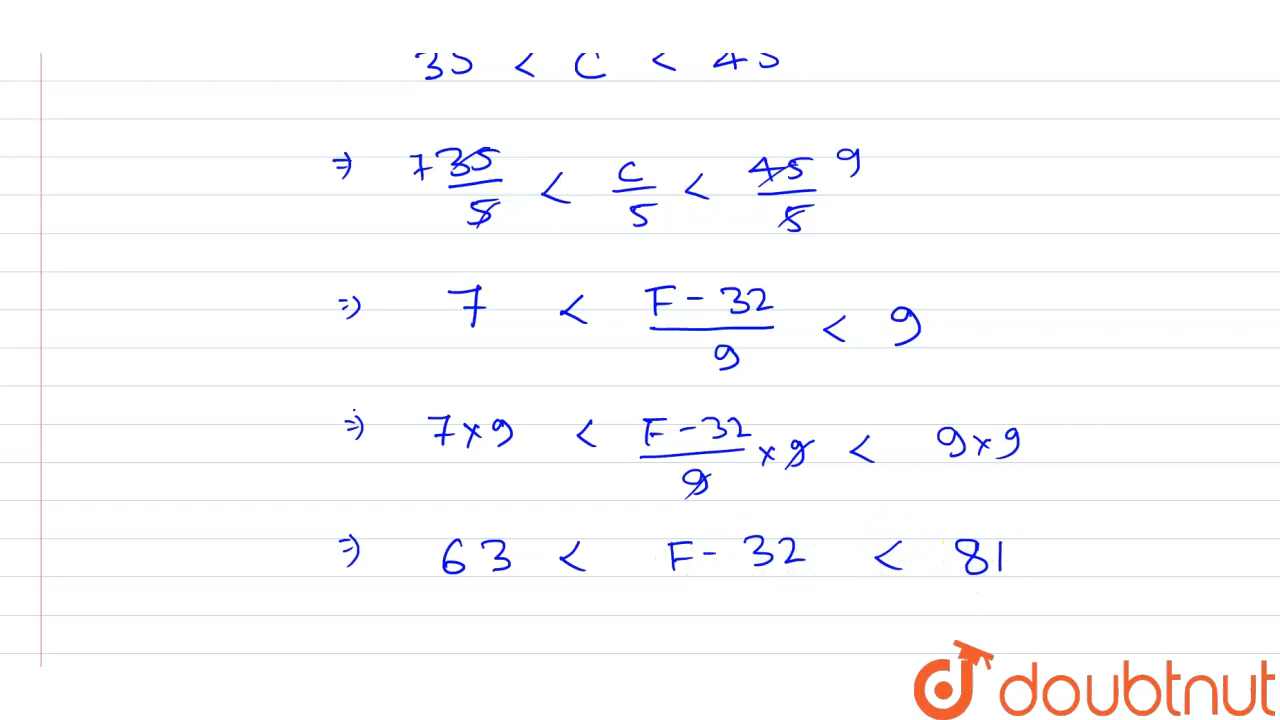 35 < C < 45
⇒ 7 35/5 < C/5 < 45/5 9
⇒ 7 < F - 32/9 < 9
⇒ 7 × 9 < F - 32/9 × 9 < 9 × 9
⇒ 63 < F - 32 < 81
doubtnut